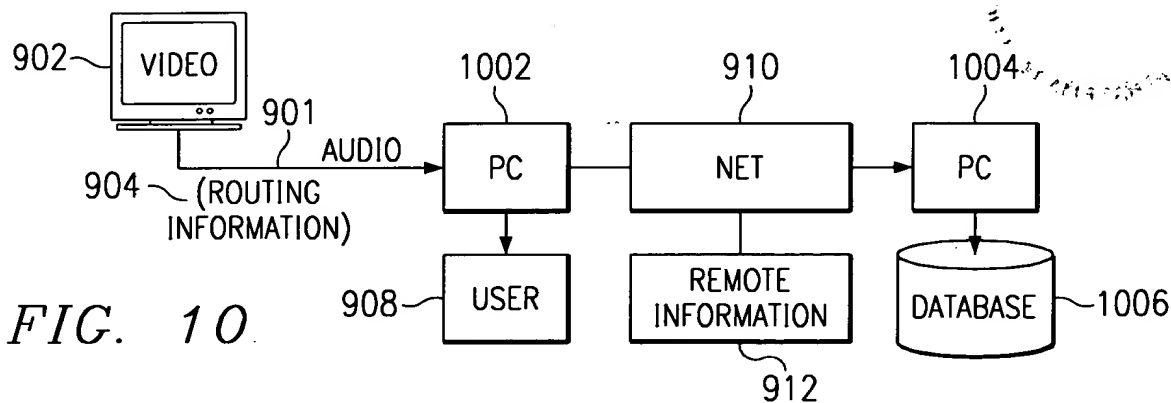 902
VIDEO
901
AUDIO
904
(ROUTING
INFORMATION)
1002
PC
910
NET
1004
PC
908
USER
REMOTE
INFORMATION
912
DATABASE
1006
FIG. 10